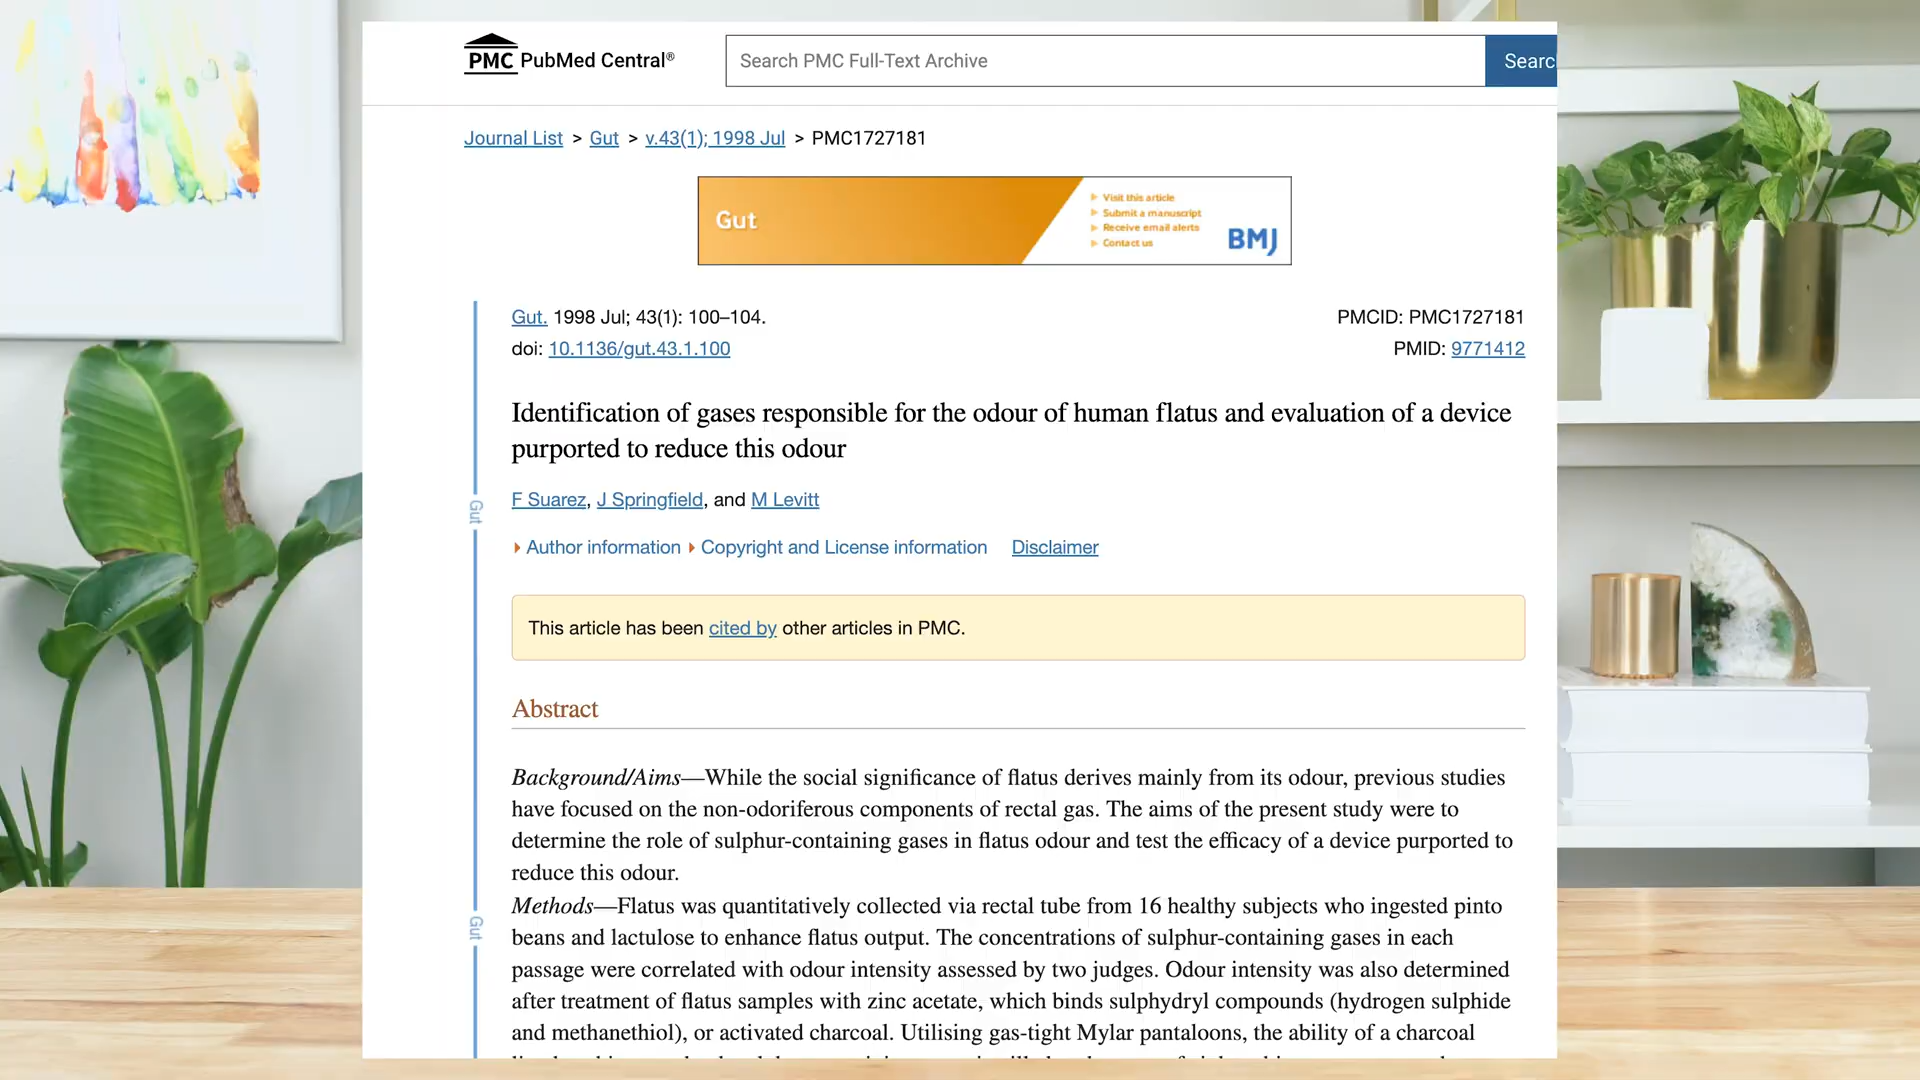 PMC PubMed Central®
Search PMC Full-Text Archive
Searc
Journal List > Gut > v.43(1); 1998 Jul > PMC1727181
Gut
Visit this article
Submit a manuscript
Receive email alerts
Contact us
BMJ
Gut. 1998 Jul; 43(1): 100–104.
PMCID: PMC1727181
doi: 10.1136/gut.43.1.100
PMID: 9771412
Identification of gases responsible for the odour of human flatus and evaluation of a device
purported to reduce this odour
F Suarez, J Springfield, and M Levitt
Author information Copyright and License information Disclaimer
This article has been cited by other articles in PMC.
Abstract
Background/Aims—While the social significance of flatus derives mainly from its odour, previous studies
have focused on the non-odoriferous components of rectal gas. The aims of the present study were to
determine the role of sulphur-containing gases in flatus odour and test the efficacy of a device purported to
reduce this odour.
Methods—Flatus was quantitatively collected via rectal tube from 16 healthy subjects who ingested pinto
beans and lactulose to enhance flatus output. The concentrations of sulphur-containing gases in each
passage were correlated with odour intensity assessed by two judges. Odour intensity was also determined
after treatment of flatus samples with zinc acetate, which binds sulphydryl compounds (hydrogen sulphide
and methanethiol), or activated charcoal. Utilising gas-tight Mylar pantaloons, the ability of a charcoal
Gut
Gut